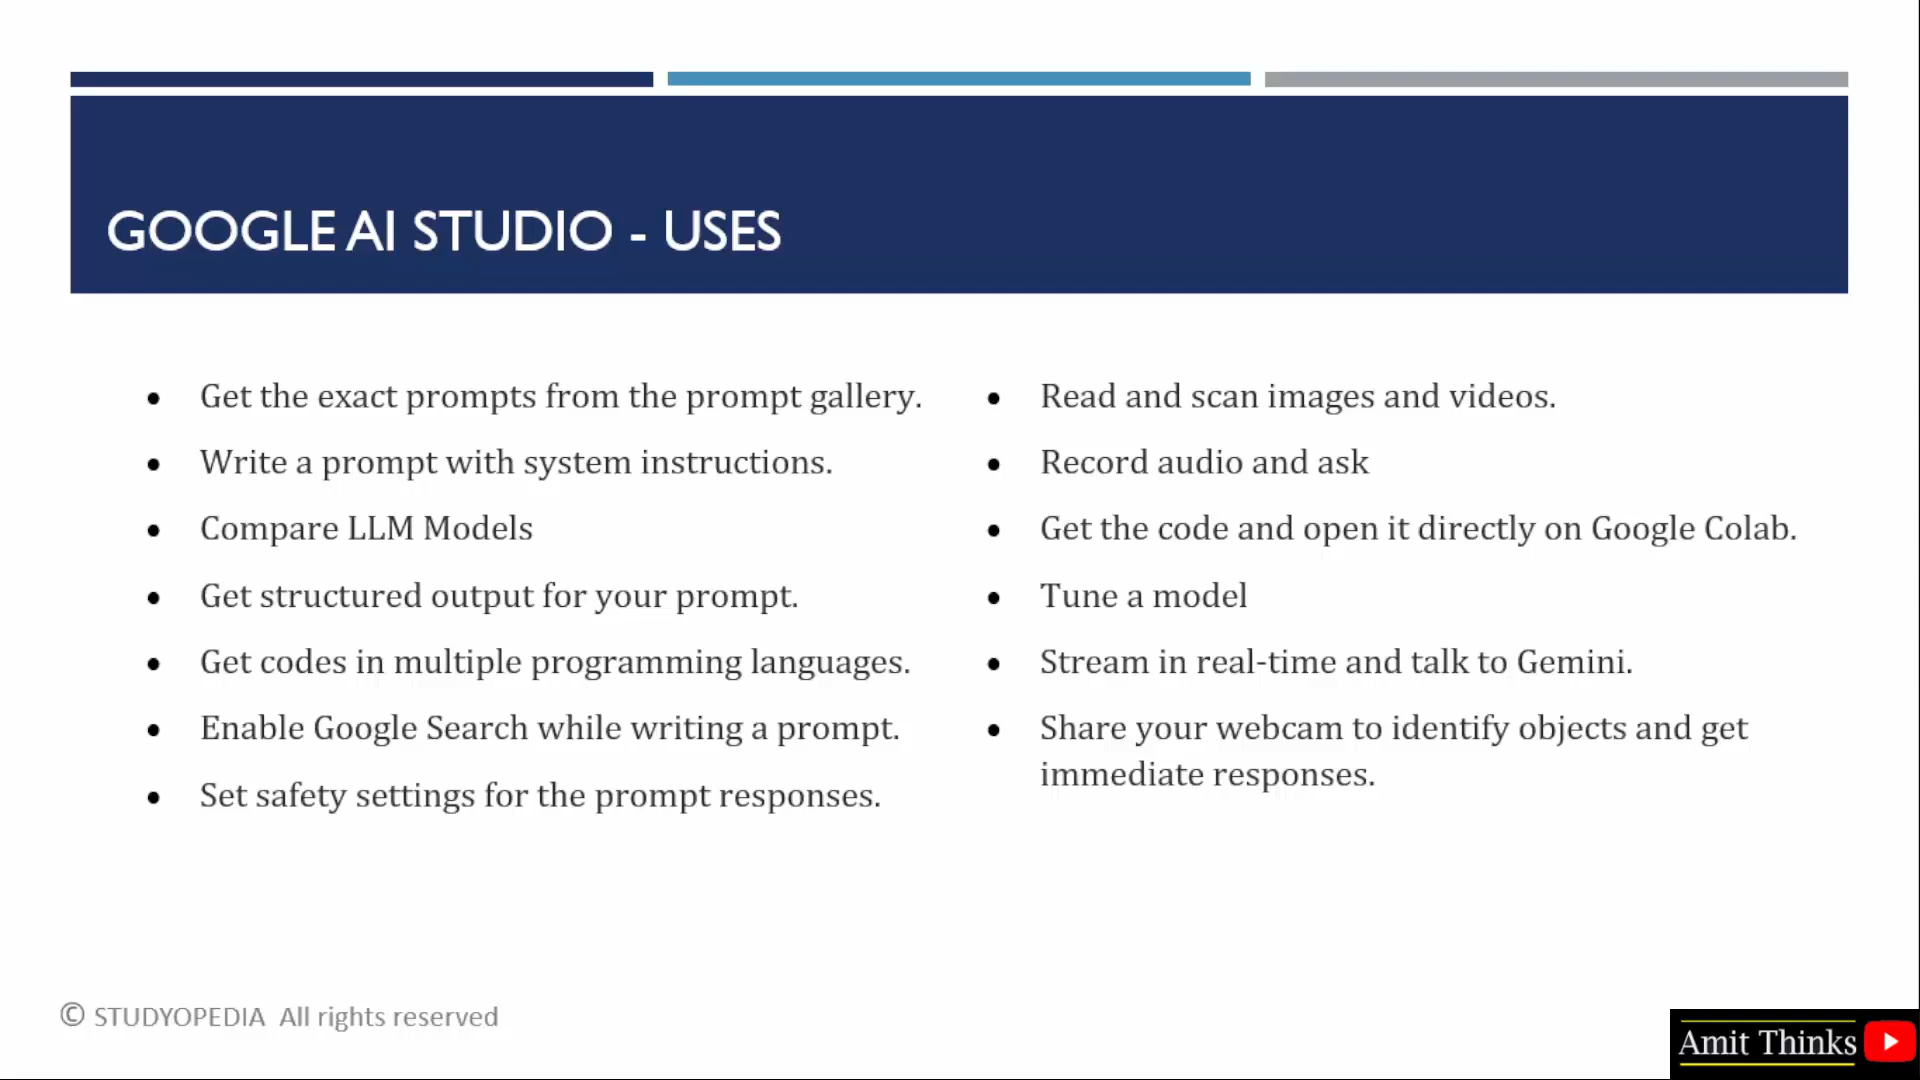 GOOGLE AI STUDIO - USES
Get the exact prompts from the prompt gallery.
Write a prompt with system instructions.
Compare LLM Models
Get structured output for your prompt.
Get codes in multiple programming languages.
Enable Google Search while writing a prompt.
Set safety settings for the prompt responses.
Read and scan images and videos.
Record audio and ask
Get the code and open it directly on Google Colab.
Tune a model
Stream in real-time and talk to Gemini.
Share your webcam to identify objects and get
immediate responses.
© STUDYOPEDIA All rights reserved
Amit Thinks